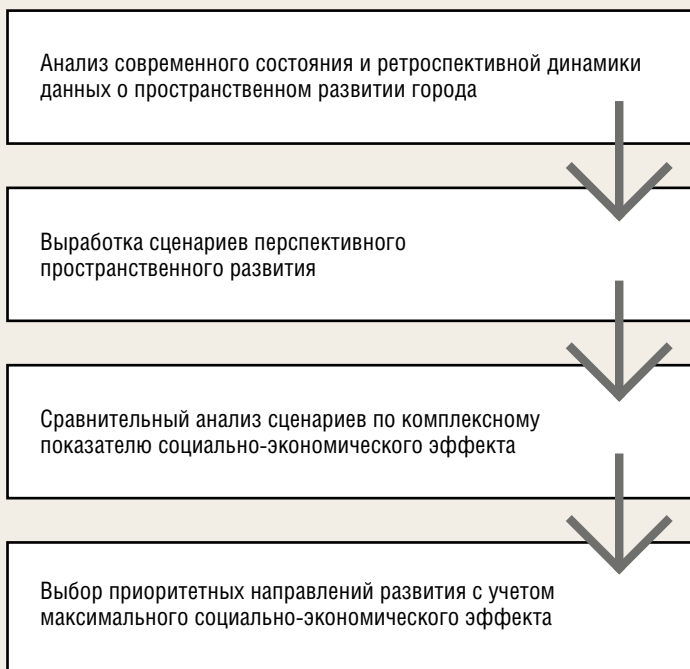 Анализ современного состояния и ретроспективной динамики
данных о пространственном развитии города
Выработка сценариев перспективного
пространственного развития
Сравнительный анализ сценариев по комплексному
показателю социально-экономического эффекта
Выбор приоритетных направлений развития с учетом
максимального социально-экономического эффекта